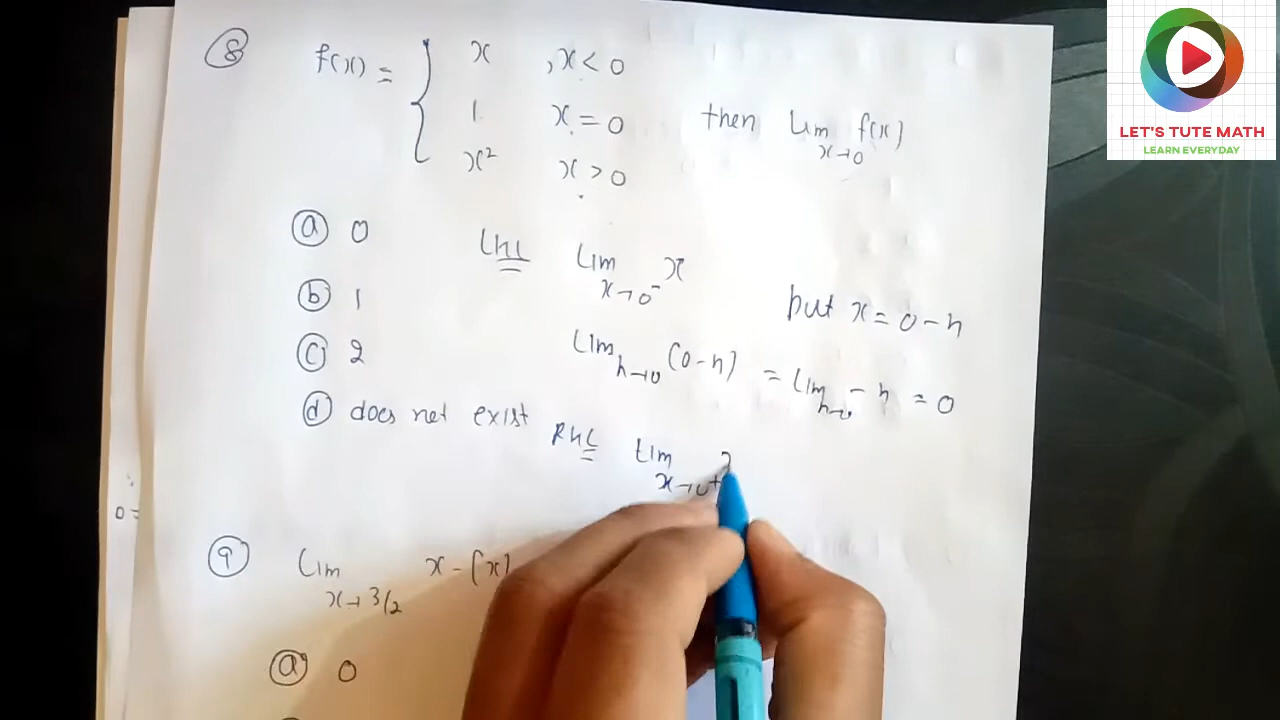 ⑧ f(x) = { x , x < 0
1 x = 0 then Lim x→0 f(x)
x² x > 0
ⓐ 0
LHL Lim x→0⁻ x
ⓑ 1
but x = 0 - h
ⓒ 2
Lim h→0 (0-h) = Lim h→0 - h = 0
ⓓ does not exist
RHL Lim x→0+
0 =
⑨ Lim x→3/2 x - [x]
ⓐ 0
LET'S TUTE MATH
LEARN EVERYDAY